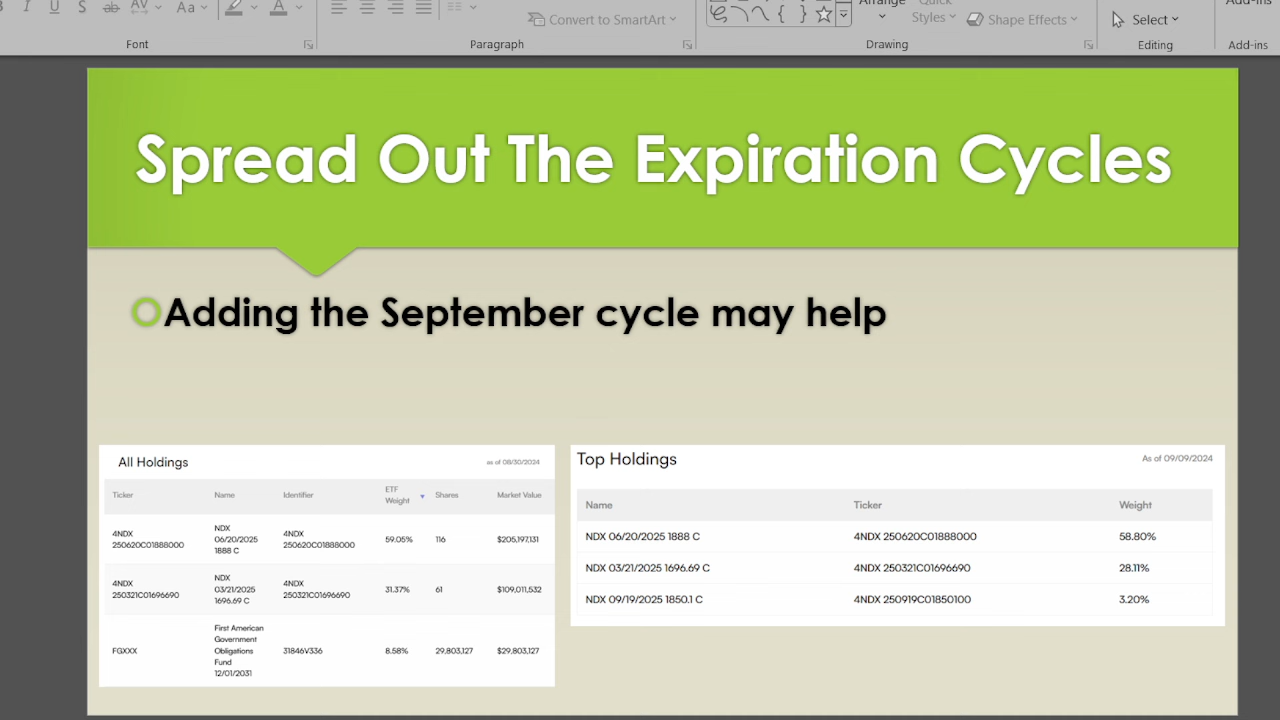 I U S ab AV Aa A
Convert to SmartArt
Arrange
Quick
Styles
Shape Effects
Select
Add-ins
Font
Paragraph
Drawing
Editing
Add-ins
Spread Out The Expiration Cycles
Adding the September cycle may help
All Holdings
as of 08/30/2024
Ticker Name Identifier ETF Weight Shares Market Value
4NDX 250620C01888000 NDX 06/20/2025 1888 C 4NDX 250620C01888000 59.05% 116 $205,197,131
4NDX 250321C01696690 NDX 03/21/2025 1696.69 C 4NDX 250321C01696690 31.37% 61 $109,011,532
FGXXX First American Government Obligations Fund 12/01/2031 31846V336 8.58% 29,803,127 $29,803,127
Top Holdings
As of 09/09/2024
Name Ticker Weight
NDX 06/20/2025 1888 C 4NDX 250620C01888000 58.80%
NDX 03/21/2025 1696.69 C 4NDX 250321C01696690 28.11%
NDX 09/19/2025 1850.1 C 4NDX 250919C01850100 3.20%